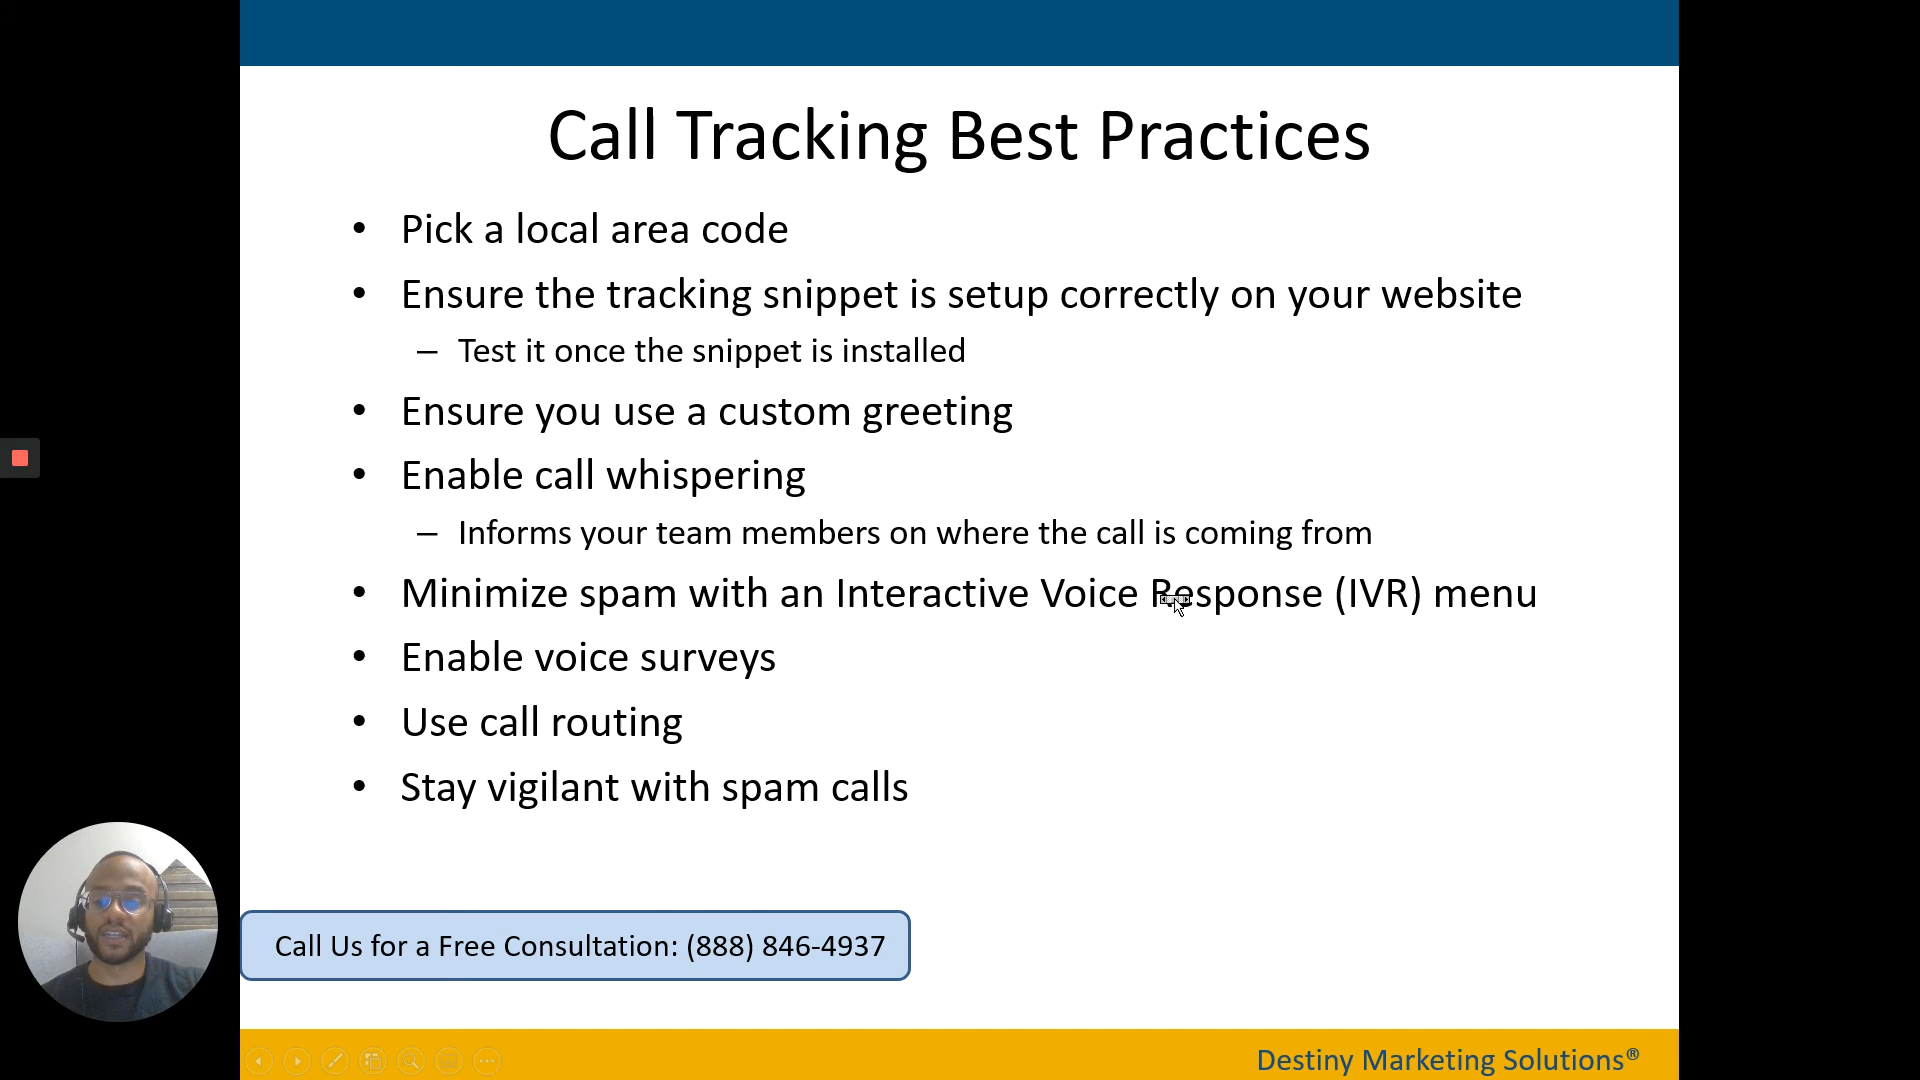 Call Tracking Best Practices
• Pick a local area code
• Ensure the tracking snippet is setup correctly on your website
– Test it once the snippet is installed
• Ensure you use a custom greeting
• Enable call whispering
– Informs your team members on where the call is coming from
• Minimize spam with an Interactive Voice Response (IVR) menu
• Enable voice surveys
• Use call routing
• Stay vigilant with spam calls
Call Us for a Free Consultation: (888) 846-4937
Destiny Marketing Solutions®